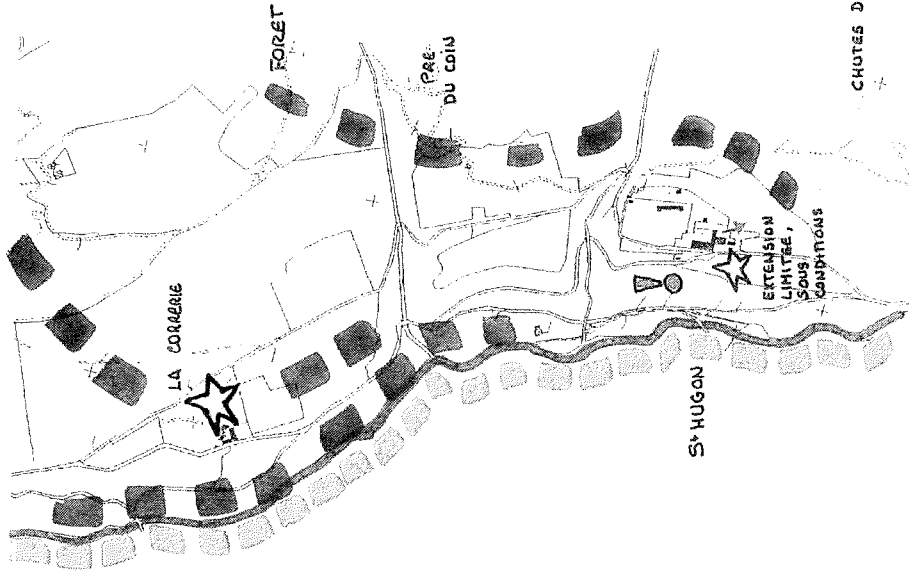 FORET
PRE
DU COIN
CHUTES D
LA CORRERIE
EXTENSION
LIMITEE,
SOUS
CONDITIONS
St HUGON